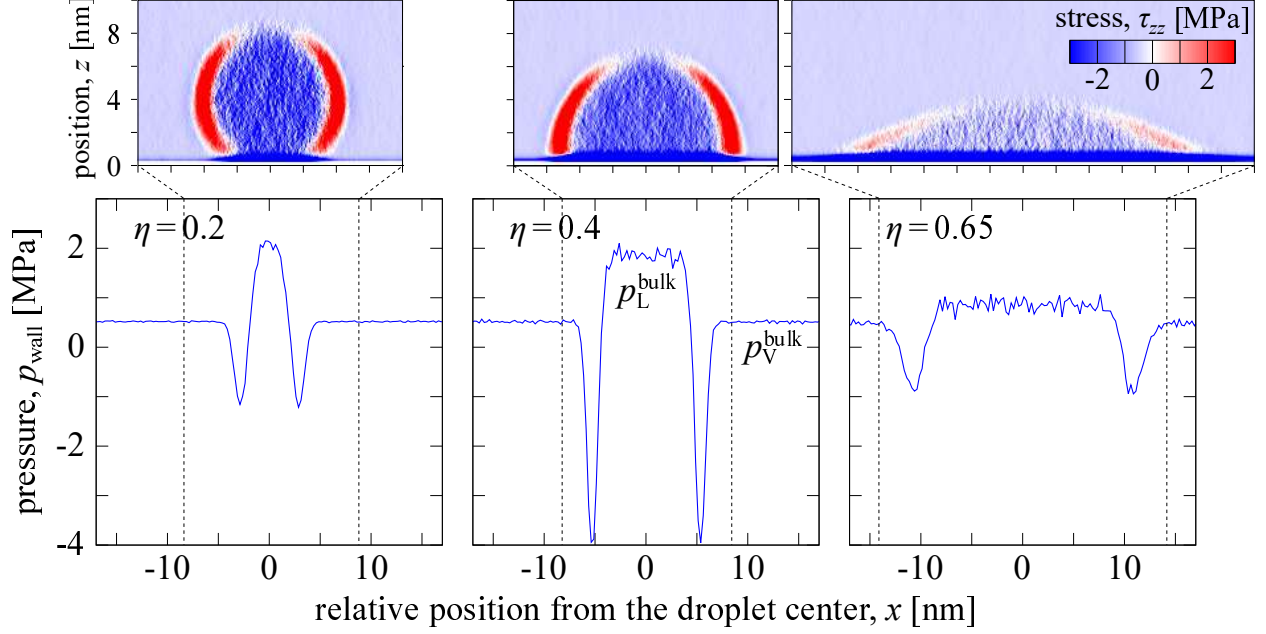 stress, τzz [MPa]
-2 0 2
position, z [nm]
8
4
0
η = 0.2
η = 0.4
η = 0.65
pressure, pwall [MPa]
2
0
-2
-4
pLbulk
pVbulk
-10 0 10
-10 0 10
-10 0 10
relative position from the droplet center, x [nm]